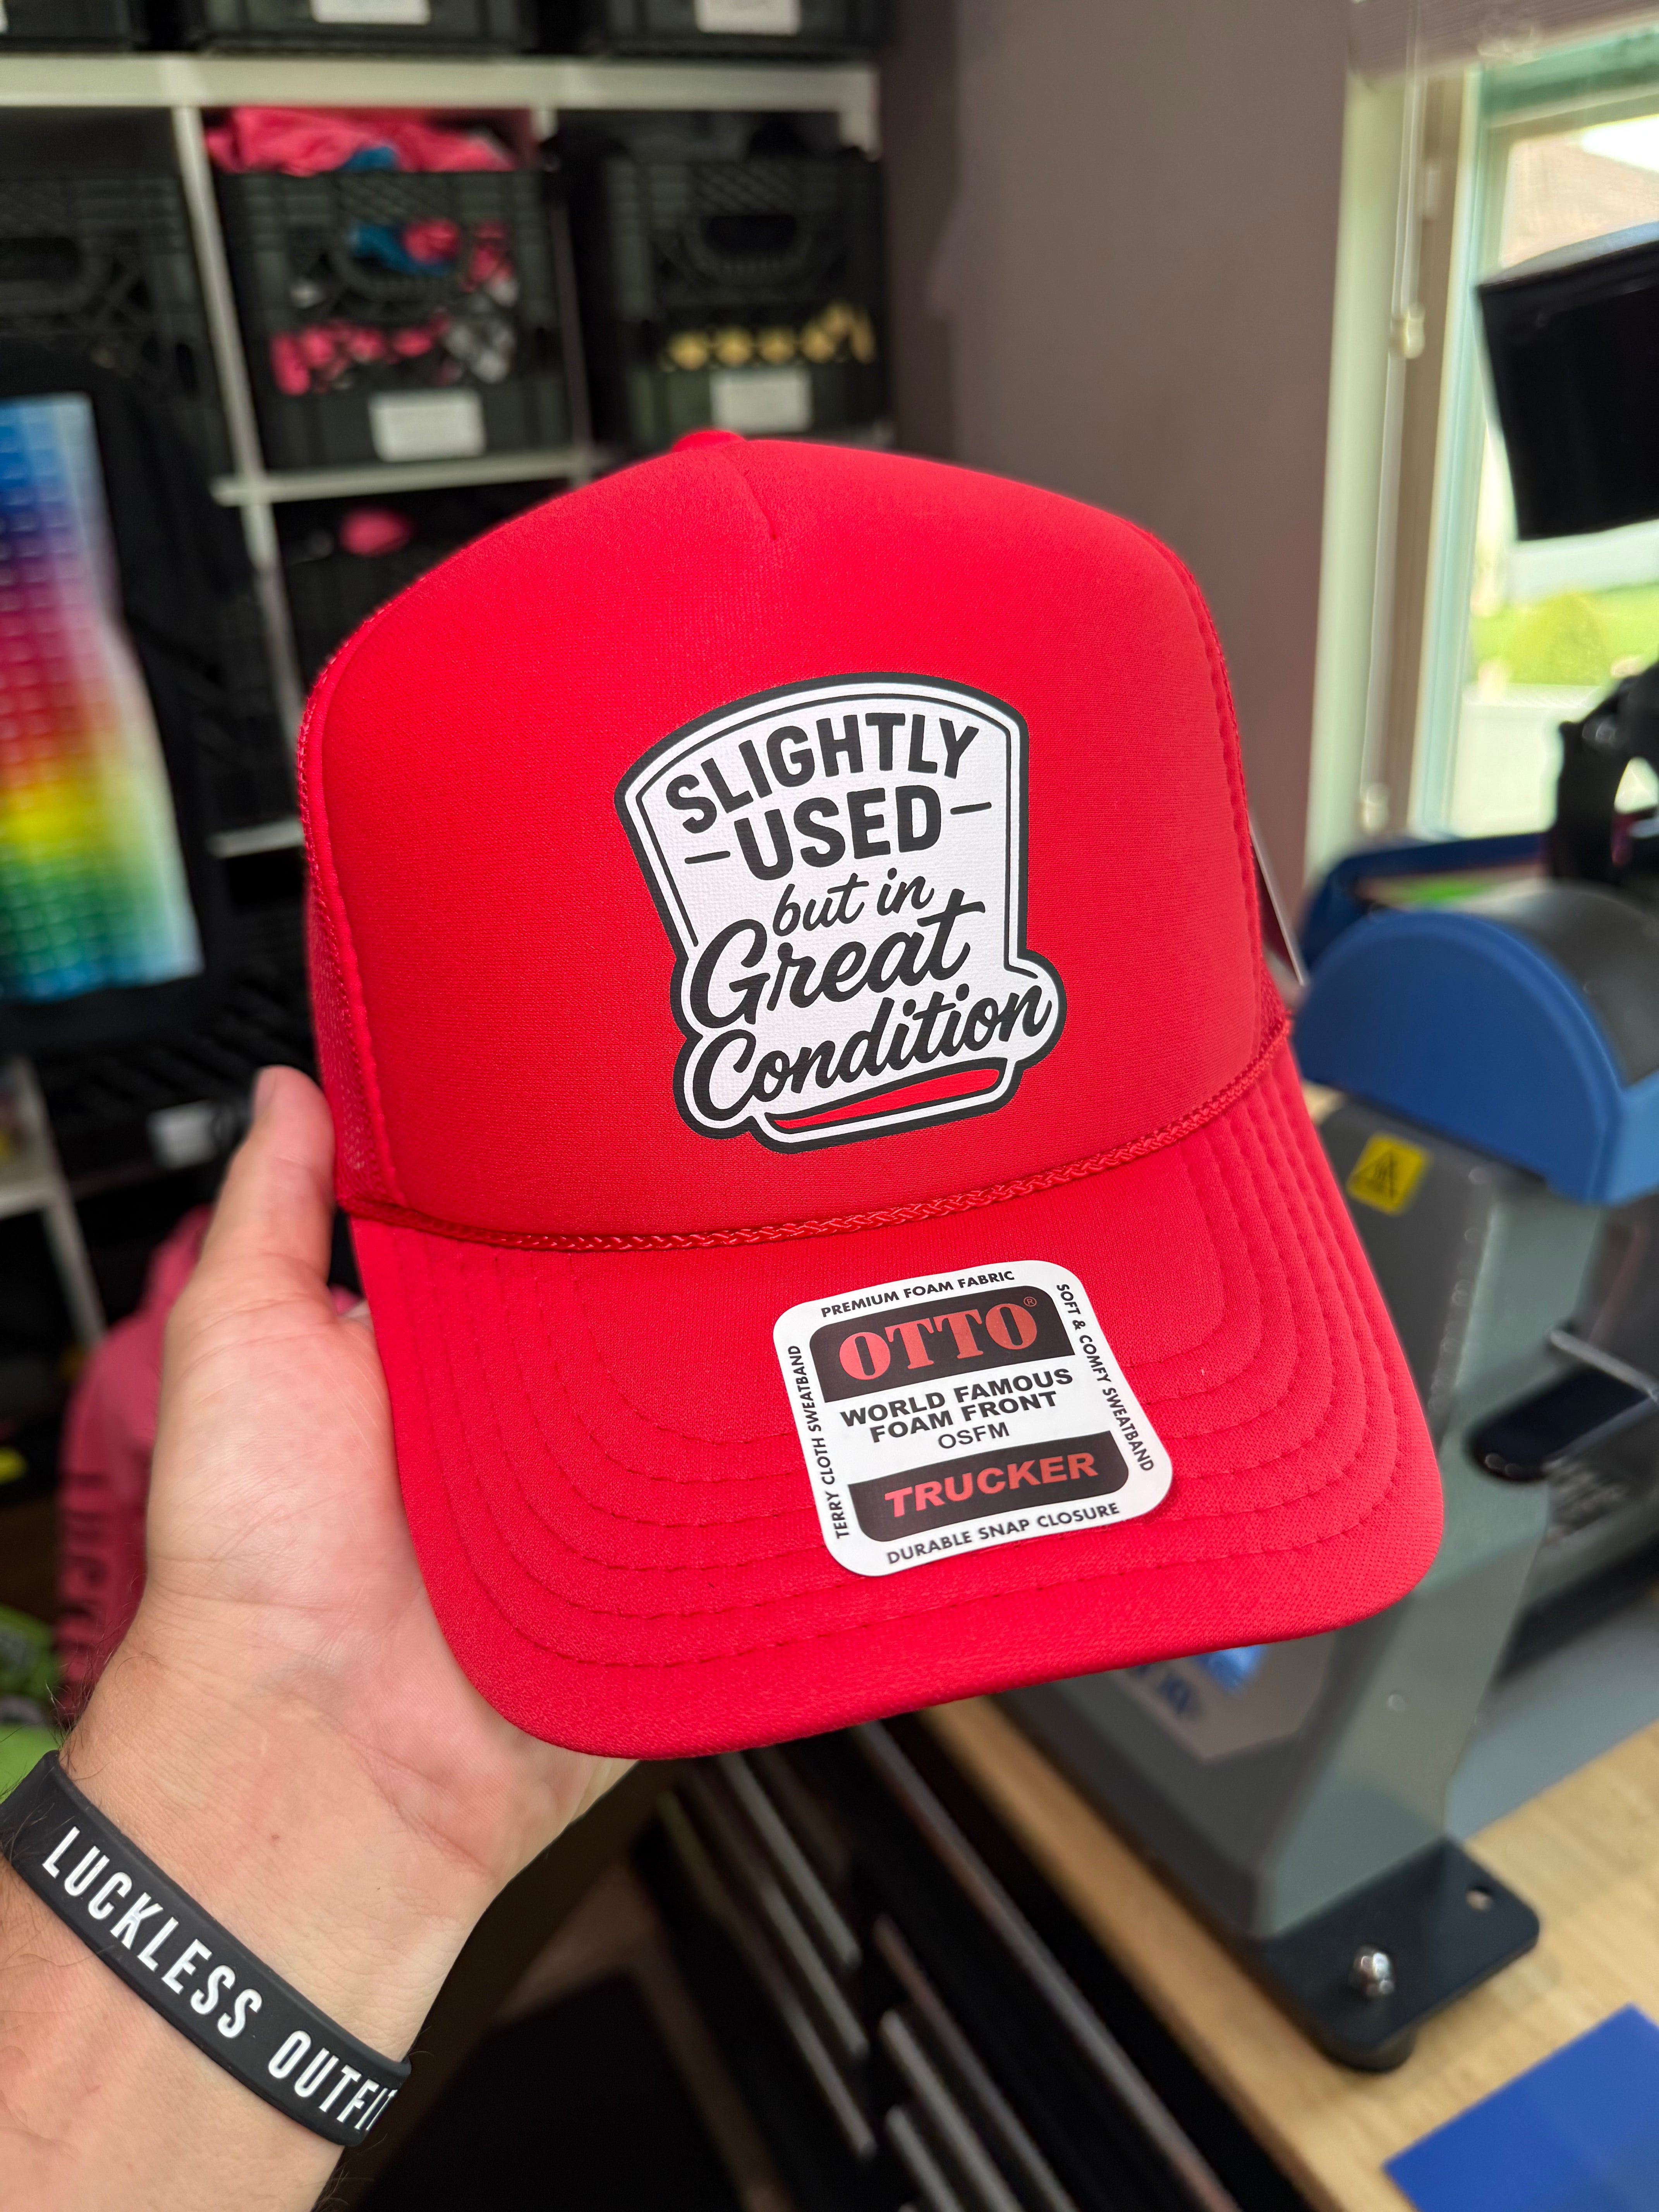 SLIGHTLY
USED
but in
Great
Condition
PREMIUM FOAM FABRIC
OTTO®
WORLD FAMOUS
FOAM FRONT
OSFM
TRUCKER
DURABLE SNAP CLOSURE
TERRY CLOTH SWEATBAND
SOFT & COMFY SWEATBAND
LUCKLESS